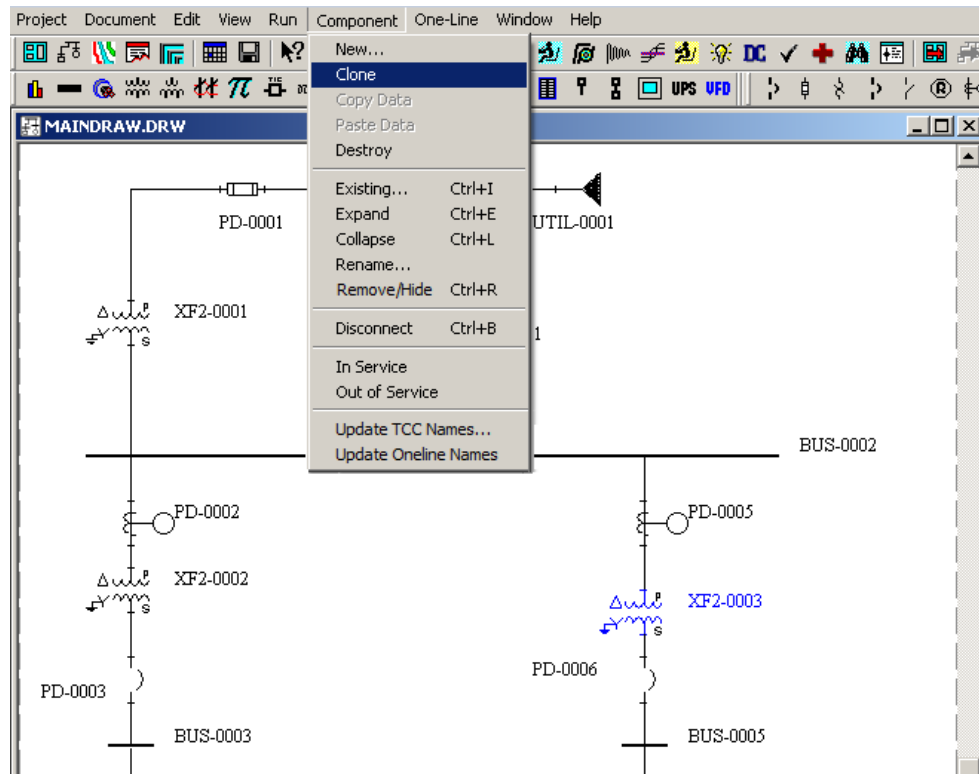 Project Document Edit View Run Component One-Line Window Help
New...
Clone
Copy Data
Paste Data
Destroy
Existing... Ctrl+I
Expand Ctrl+E
Collapse Ctrl+L
Rename...
Remove/Hide Ctrl+R
Disconnect Ctrl+B
In Service
Out of Service
Update TCC Names...
Update Oneline Names
DC
UPS VFD
R
MAINDRAW.DRW
PD-0001
UTIL-0001
P
XF2-0001
S
1
BUS-0002
PD-0002
PD-0005
P
XF2-0002
S
P
XF2-0003
S
PD-0003
PD-0006
BUS-0003
BUS-0005